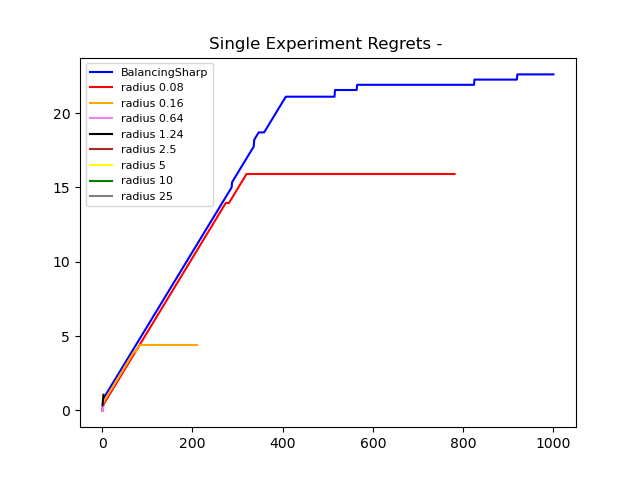 Single Experiment Regrets -
BalancingSharp
radius 0.08
radius 0.16
radius 0.64
radius 1.24
radius 2.5
radius 5
radius 10
radius 25
20
15
10
5
0
0 200 400 600 800 1000